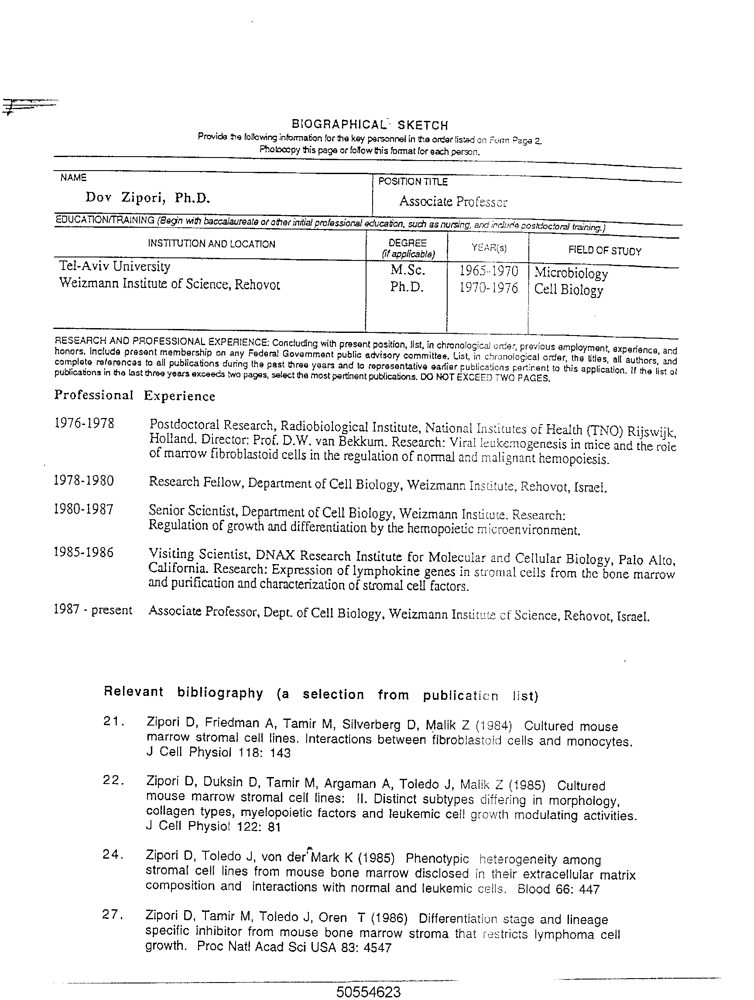 BIOGRAPHICAL SKETCH
Provide the following information for the key personnel in the order listed on Form Page 2.
Photocopy this page or follow this format for each person.
NAME
Dov Zipori, Ph.D.
POSITION TITLE
Associate Professor
EDUCATION/TRAINING (Begin with baccalaureate or other initial professional education, such as nursing, and include postdoctoral training.)
INSTITUTION AND LOCATION
DEGREE
(if applicable)
YEAR(s)
FIELD OF STUDY
Tel-Aviv University M.Sc. 1965-1970 Microbiology
Weizmann Institute of Science, Rehovot Ph.D. 1970-1976 Cell Biology
RESEARCH AND PROFESSIONAL EXPERIENCE: Concluding with present position, list, in chronological order, previous employment, experience, and
honors. Include present membership on any Federal Government public advisory committee. List, in chronological order, the titles, all authors, and
complete references to all publications during the past three years and to representative earlier publications pertinent to this application. If the list of
publications in the last three years exceeds two pages, select the most pertinent publications. DO NOT EXCEED TWO PAGES.
Professional Experience
1976-1978 Postdoctoral Research, Radiobiological Institute, National Institutes of Health (TNO) Rijswijk,
Holland. Director: Prof. D.W. van Bekkum. Research: Viral leukemogenesis in mice and the role
of marrow fibroblastoid cells in the regulation of normal and malignant hemopoiesis.
1978-1980 Research Fellow, Department of Cell Biology, Weizmann Institute, Rehovot, Israel.
1980-1987 Senior Scientist, Department of Cell Biology, Weizmann Institute. Research:
Regulation of growth and differentiation by the hemopoietic microenvironment.
1985-1986 Visiting Scientist, DNAX Research Institute for Molecular and Cellular Biology, Palo Alto,
California. Research: Expression of lymphokine genes in stromal cells from the bone marrow
and purification and characterization of stromal cell factors.
1987 - present Associate Professor, Dept. of Cell Biology, Weizmann Institute of Science, Rehovot, Israel.
Relevant bibliography (a selection from publication list)
21. Zipori D, Friedman A, Tamir M, Silverberg D, Malik Z (1984) Cultured mouse
marrow stromal cell lines. Interactions between fibroblastoid cells and monocytes.
J Cell Physiol 118: 143
22. Zipori D, Duksin D, Tamir M, Argaman A, Toledo J, Malik Z (1985) Cultured
mouse marrow stromal cell lines: II. Distinct subtypes differing in morphology,
collagen types, myelopoietic factors and leukemic cell growth modulating activities.
J Cell Physiol 122: 81
24. Zipori D, Toledo J, von der Mark K (1985) Phenotypic heterogeneity among
stromal cell lines from mouse bone marrow disclosed in their extracellular matrix
composition and interactions with normal and leukemic cells. Blood 66: 447
27. Zipori D, Tamir M, Toledo J, Oren T (1986) Differentiation stage and lineage
specific inhibitor from mouse bone marrow stroma that restricts lymphoma cell
growth. Proc Natl Acad Sci USA 83: 4547
50554623